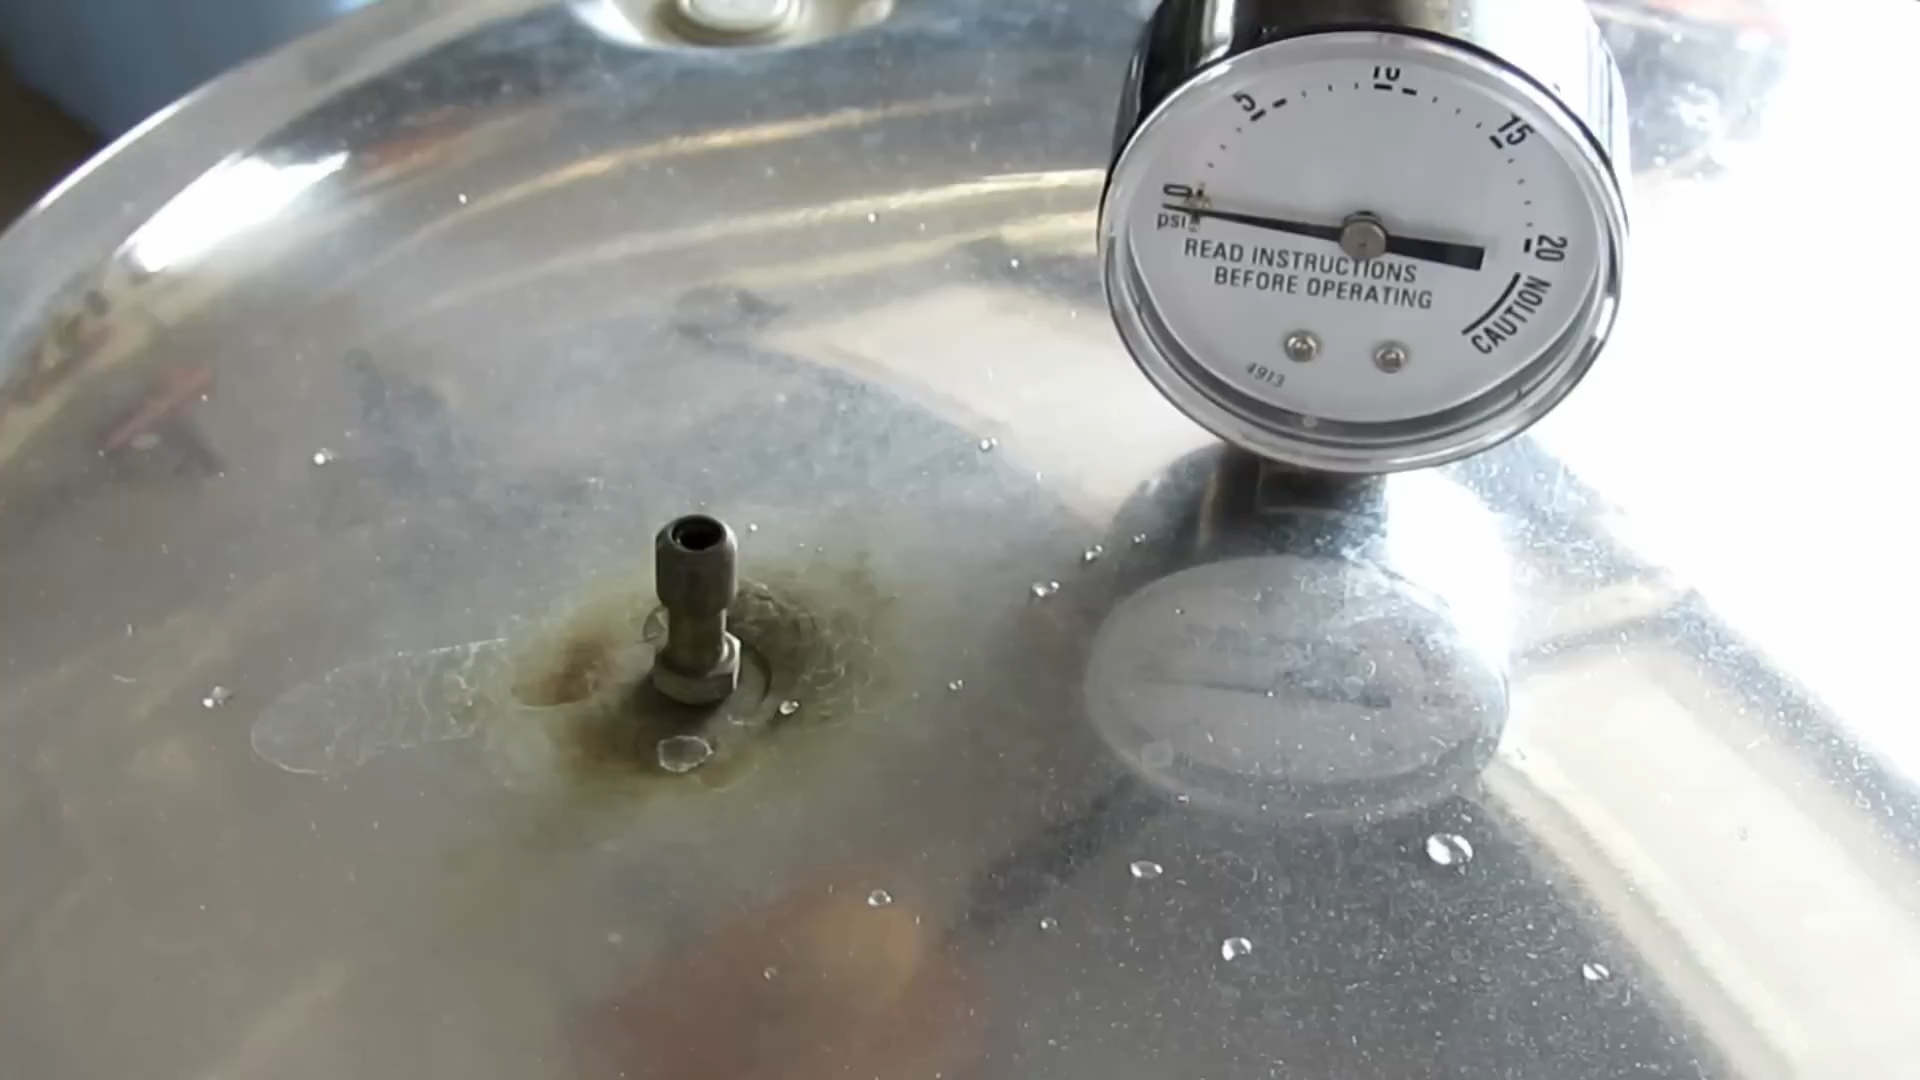 0
5
10
15
20
psi
READ INSTRUCTIONS
BEFORE OPERATING
CAUTION
4913